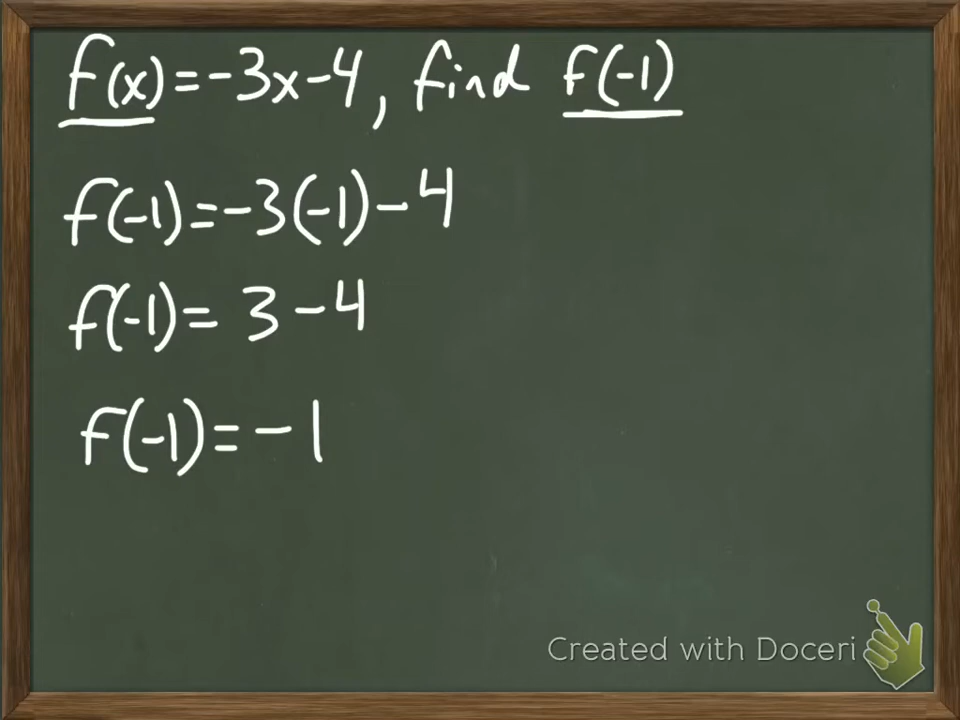 f(x)=-3x-4, find f(-1)
f(-1)=-3(-1)-4
f(-1)= 3-4
f(-1)= -1
Created with Doceri